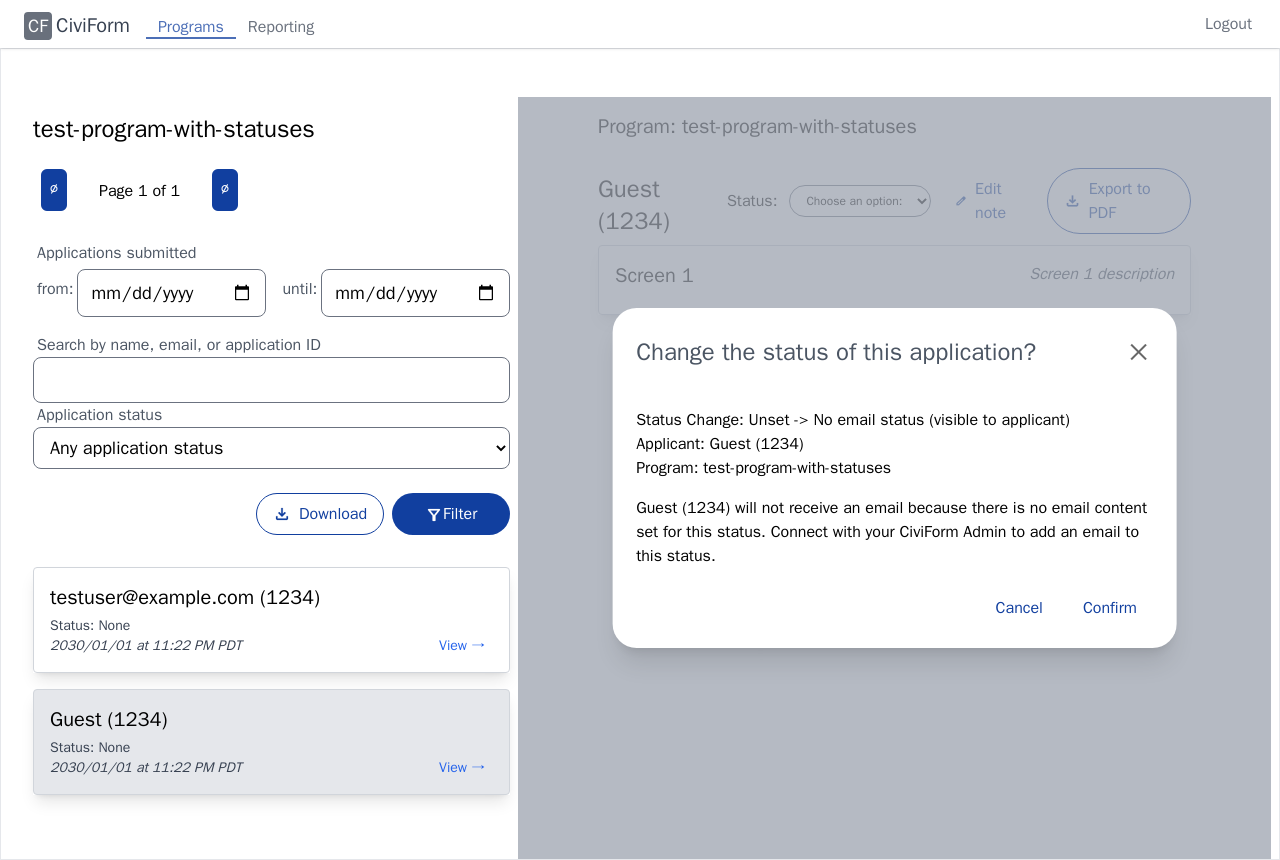 CF CiviForm Programs Reporting Logout
test-program-with-statuses
Page 1 of 1
Applications submitted
from: mm/dd/yyyy until: mm/dd/yyyy
Search by name, email, or application ID
Application status
Any application status
Download Filter
testuser@example.com (1234)
Status: None
2030/01/01 at 11:22 PM PDT View →
Guest (1234)
Status: None
2030/01/01 at 11:22 PM PDT View →
Program: test-program-with-statuses
Guest
(1234)
Status: Choose an option:
Edit
note
Export to
PDF
Screen 1 Screen 1 description
Change the status of this application?
Status Change: Unset -> No email status (visible to applicant)
Applicant: Guest (1234)
Program: test-program-with-statuses
Guest (1234) will not receive an email because there is no email content
set for this status. Connect with your CiviForm Admin to add an email to
this status.
Cancel Confirm